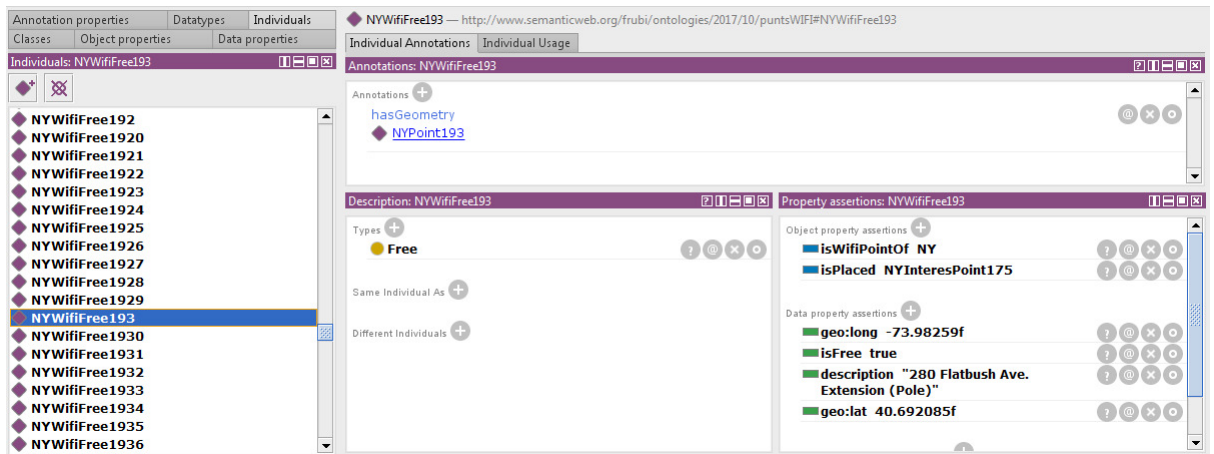 Annotation properties Datatypes Individuals
Classes Object properties Data properties
Individuals: NYWifiFree193
NYWifiFree192
NYWifiFree1920
NYWifiFree1921
NYWifiFree1922
NYWifiFree1923
NYWifiFree1924
NYWifiFree1925
NYWifiFree1926
NYWifiFree1927
NYWifiFree1928
NYWifiFree1929
NYWifiFree193
NYWifiFree1930
NYWifiFree1931
NYWifiFree1932
NYWifiFree1933
NYWifiFree1934
NYWifiFree1935
NYWifiFree1936
NYWifiFree193 — http://www.semanticweb.org/frubi/ontologies/2017/10/puntsWIFI#NYWifiFree193
Individual Annotations Individual Usage
Annotations: NYWifiFree193
Annotations
hasGeometry
NYPoint193
Description: NYWifiFree193
Types
Free
Same Individual As
Different Individuals
Property assertions: NYWifiFree193
Object property assertions
isWifiPointOf NY
isPlaced NYInteresPoint175
Data property assertions
geo:long -73.98259f
isFree true
description "280 Flatbush Ave.
Extension (Pole)"
geo:lat 40.692085f